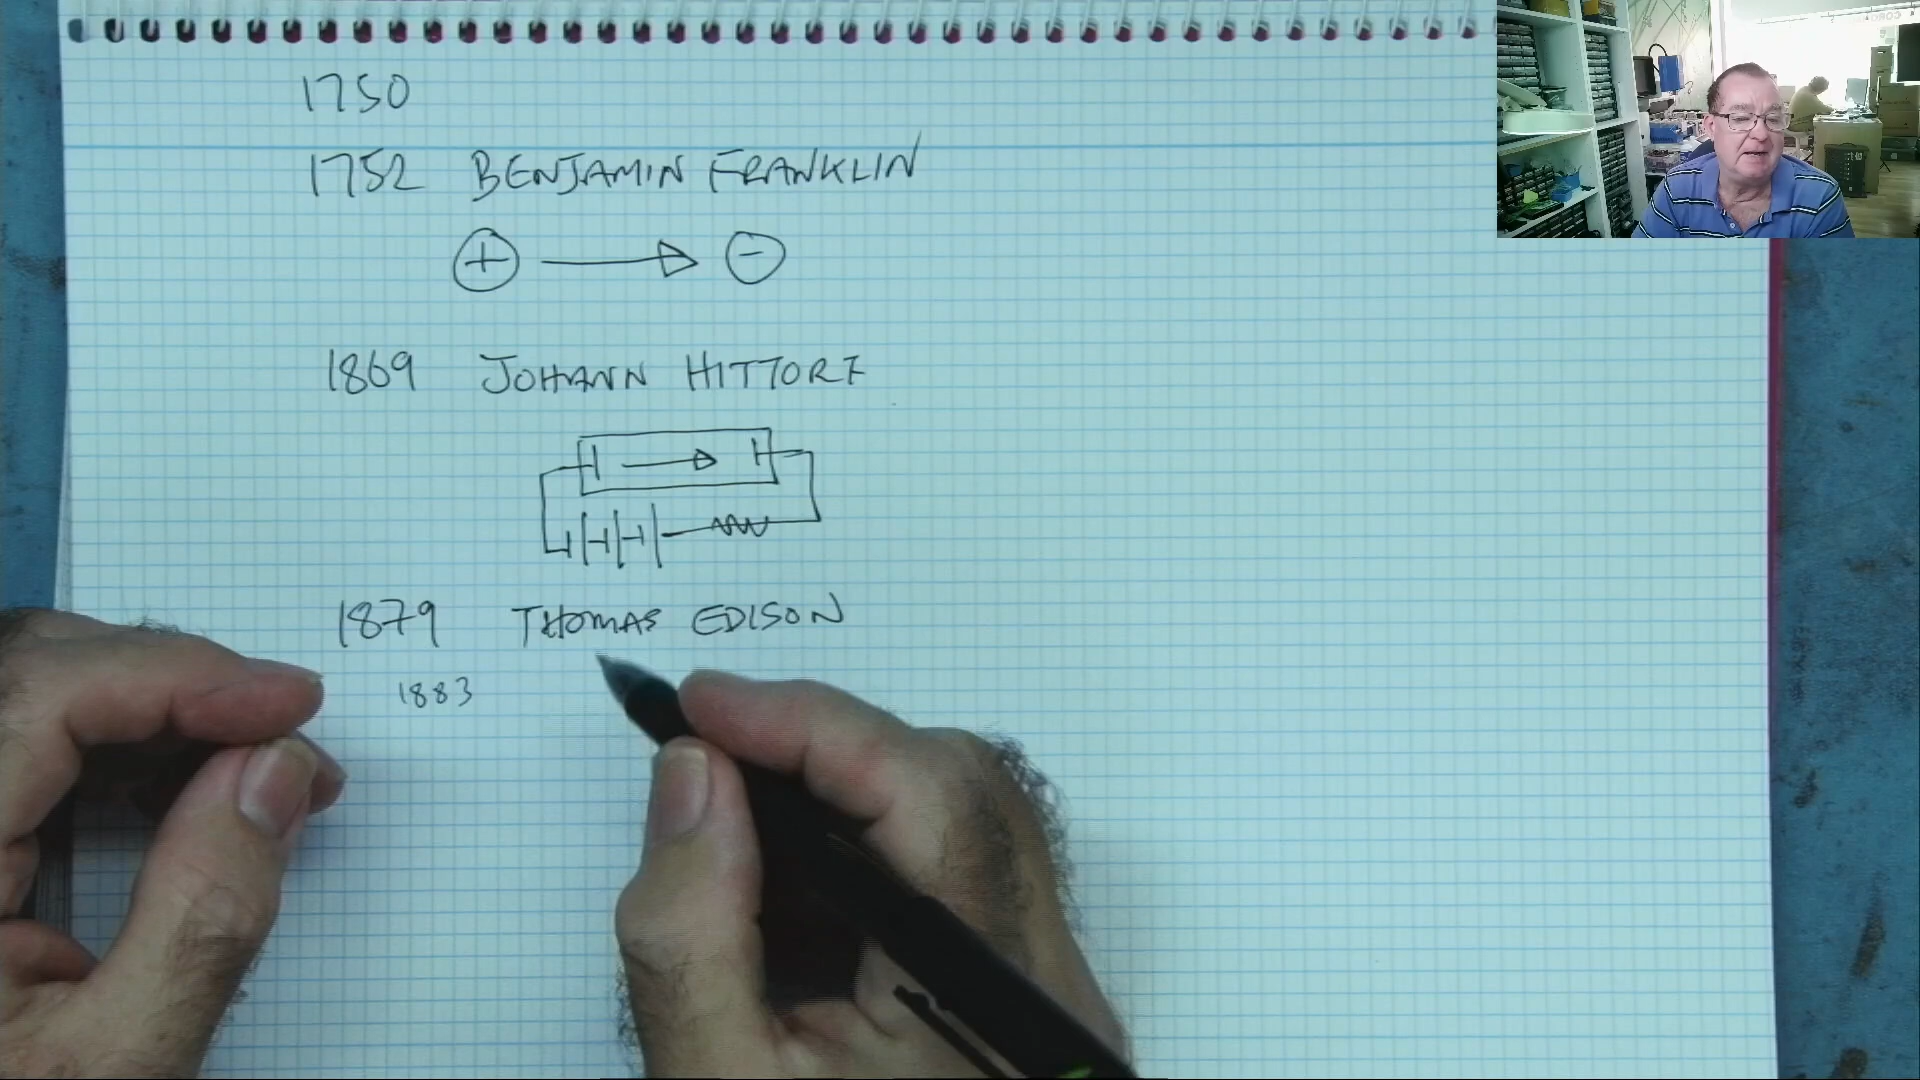 1750
1752 BENJAMIN FRANKLIN
+ -
1869 JOHANN HITTORF
1879 THOMAS EDISON
1883